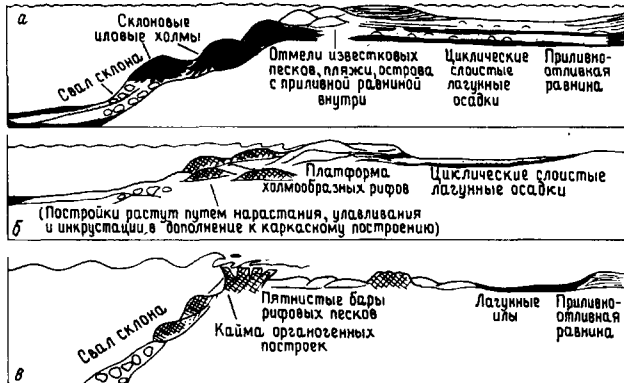 а
Склоновые
иловые холмы
Свал склона
Отмели известковых
песков, пляжи, острова
с приливной равниной
внутри
Циклические
слоистые
лагунные
осадки
Приливно-
отливная
равнина
б
Платформа
холмообразных рифов
Циклические слоистые
лагунные осадки
(Постройки растут путем нарастания, улавливания
и инкрустации, в дополнение к каркасному построению)
в
Свал склона
Пятнистые бары
рифовых песков
Кайма органогенных
построек
Лагунные
илы
Приливно-
отливная
равнина